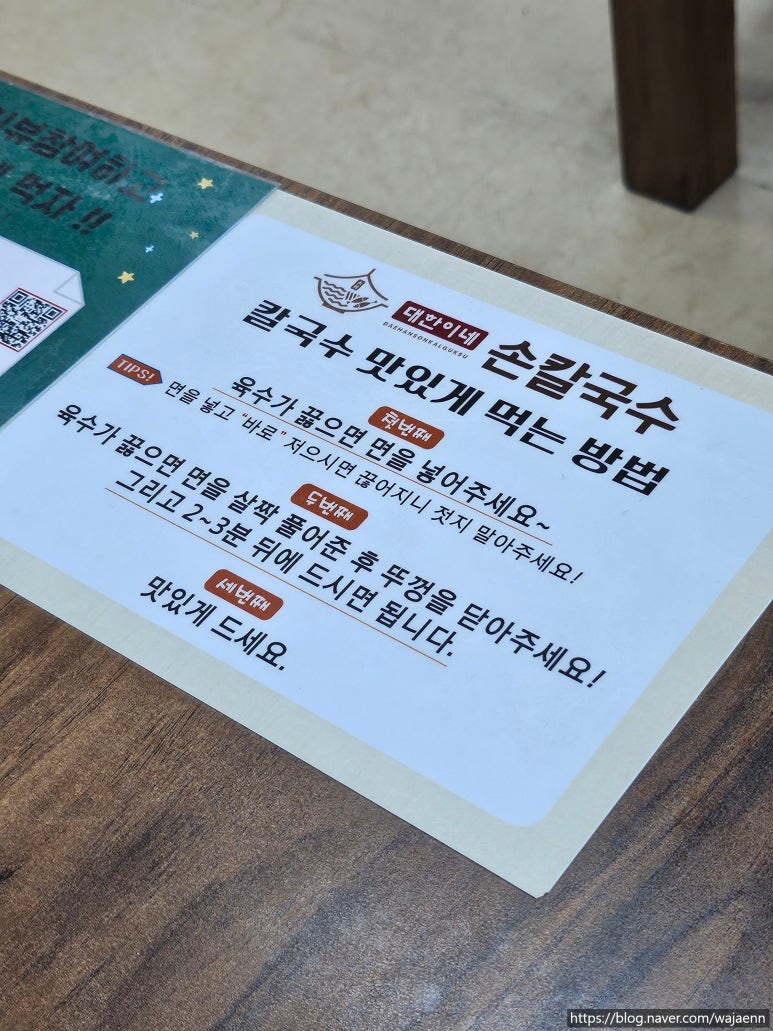 먹자 !!
대한이네 손칼국수
DAEHANSONKALGUKSU
칼국수 맛있게 먹는 방법
첫번째
육수가 끓으면 면을 넣어주세요~
TIPS!
면을 넣고 "바로" 저으시면 끊어지니 젓지 말아주세요!
두번째
육수가 끓으면 면을 살짝 풀어준 후 뚜껑을 닫아주세요!
그리고 2~3분 뒤에 드시면 됩니다.
세번째
맛있게 드세요.
https://blog.naver.com/wajaenn